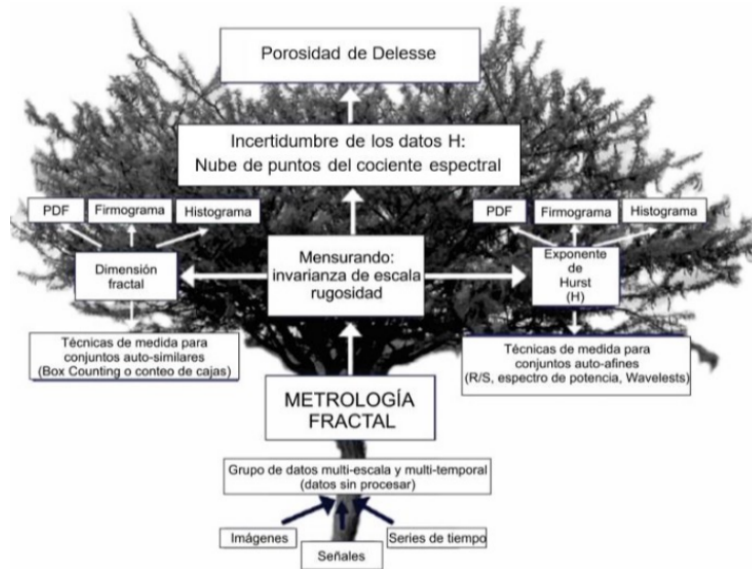 Porosidad de Delesse
Incertidumbre de los datos H:
Nube de puntos del cociente espectral
PDF
Firmograma
Histograma
PDF
Firmograma
Histograma
Dimensión
fractal
Mensurando:
invarianza de escala
rugosidad
Exponente
de
Hurst
(H)
Técnicas de medida para
conjuntos auto-similares
(Box Counting o conteo de cajas)
Técnicas de medida para
conjuntos auto-afines
(R/S, espectro de potencia, Wavelests)
METROLOGÍA
FRACTAL
Grupo de datos multi-escala y multi-temporal
(datos sin procesar)
Imágenes
Señales
Series de tiempo